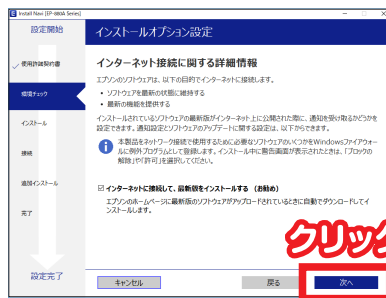 Install Navi [EP-880A Series]
設定開始
インストールオプション設定
使用許諾契約書
環境チェック
インストール
接続
追加インストール
完了
設定完了
インターネット接続に関する詳細情報
エプソンのソフトウェアは、以下の目的でインターネットに接続します。
• ソフトウェアを最新の状態に維持する
• 最新の機能を提供する
インストールされているソフトウェアの最新版がインターネット上に公開された際に、通知を受け取るかどうかを
設定できます。通知設定とソフトウェアのアップデートに関する設定は、以下からできます。
本製品をネットワーク接続で使用するために必要なソフトウェアのいくつかをWindowsファイアウォー
ルに例外プログラムとして登録します。インストール中に警告画面が表示されたときは、「ブロックの
解除」や「許可」を選択してください。
インターネットに接続して、最新版をインストールする（お勧め）
エプソンのホームページに最新版のソフトウェアがアップロードされているときに自動でダウンロードしてイ
ンストールします。
クリック
キャンセル
戻る
次へ